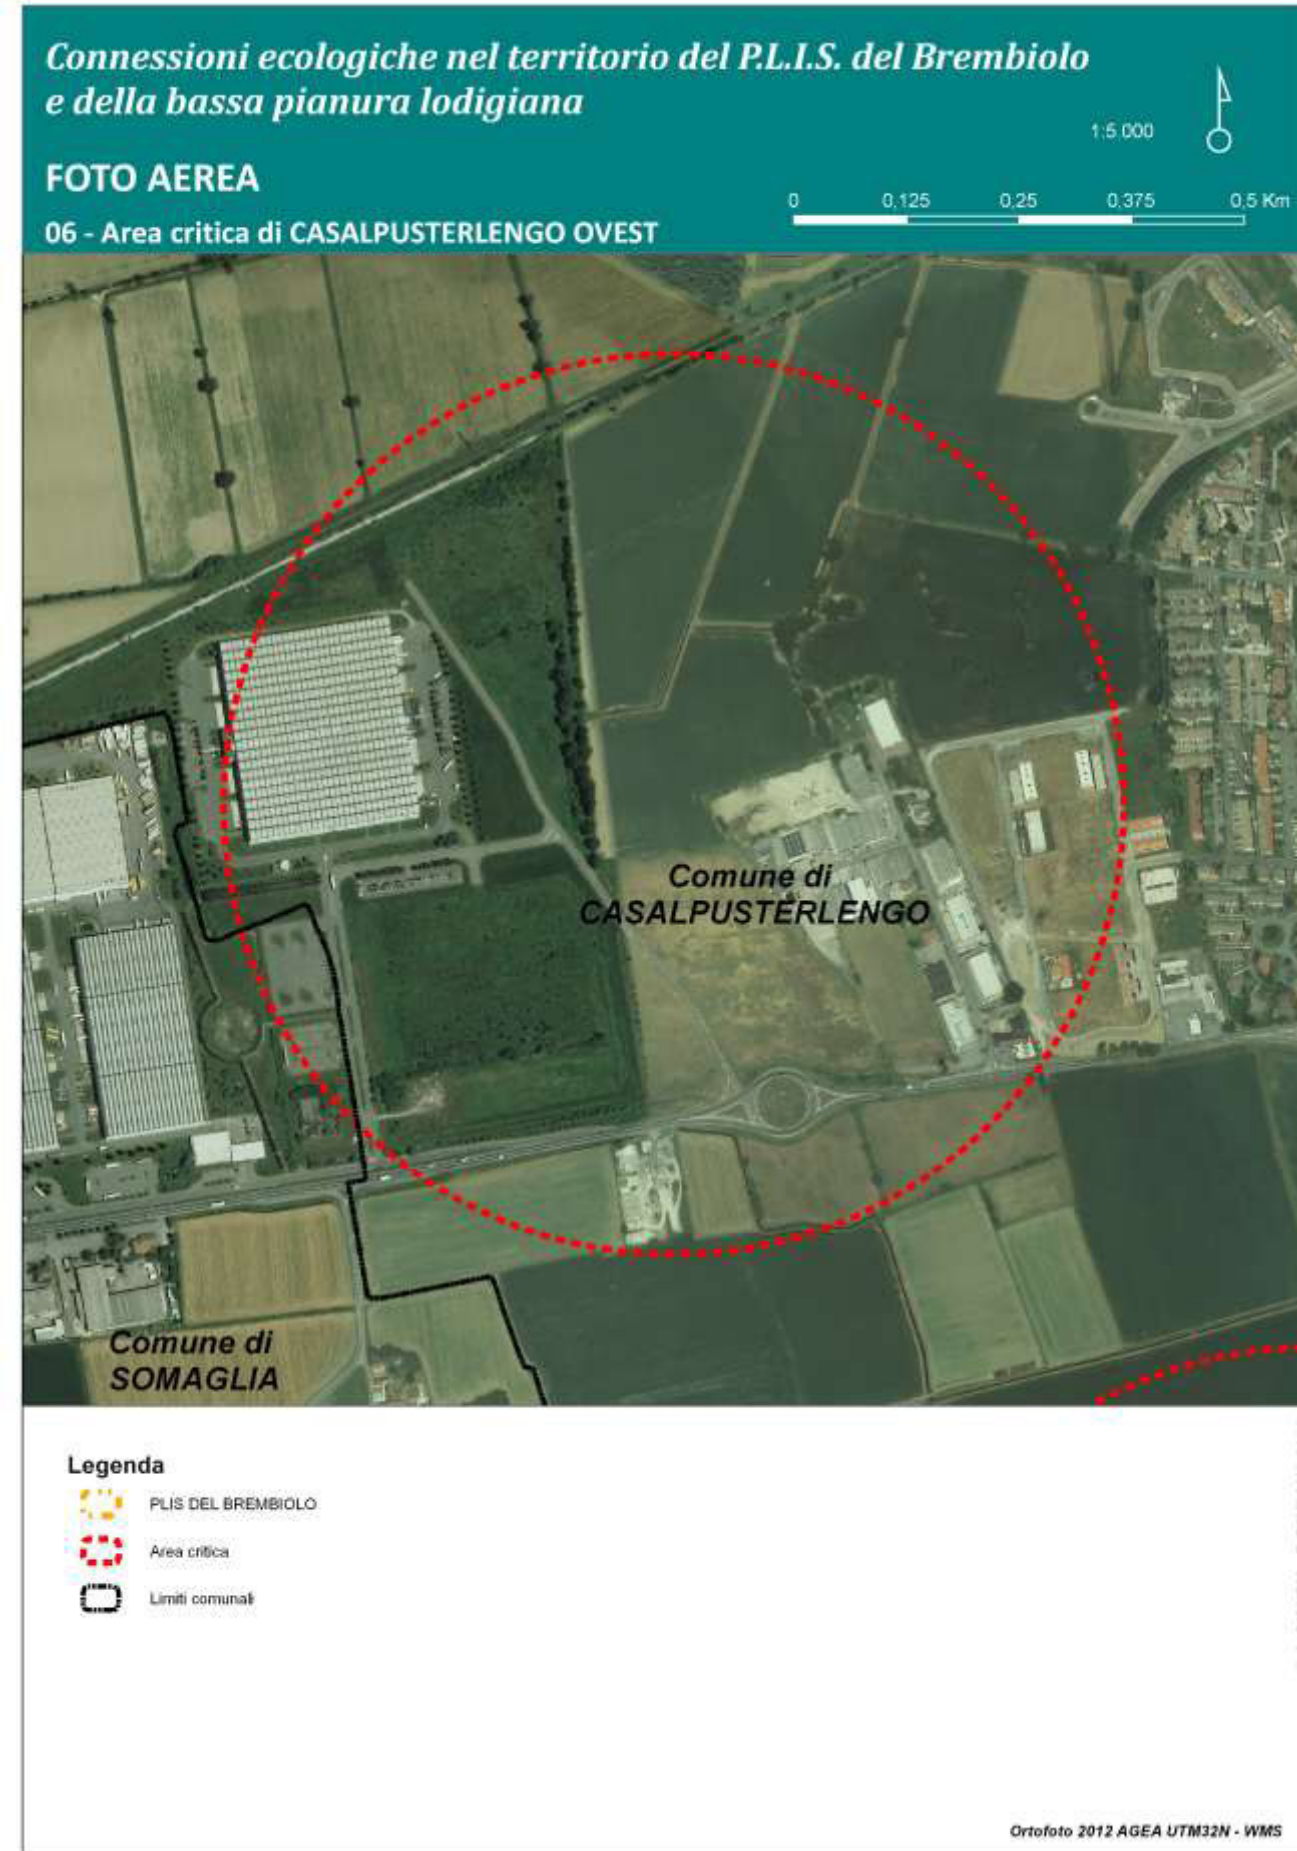 Connessioni ecologiche nel territorio del P.L.I.S. del Brembiolo
e della bassa pianura lodigiana
1:5 000
FOTO AEREA
0 0,125 0,25 0,375 0,5 Km
06 - Area critica di CASALPUSTERLENGO OVEST
Comune di
CASALPUSTERLENGO
Comune di
SOMAGLIA
Legenda
PLIS DEL BREMBIOLO
Area critica
Limiti comunali
Ortofoto 2012 AGEA UTM32N - WMS